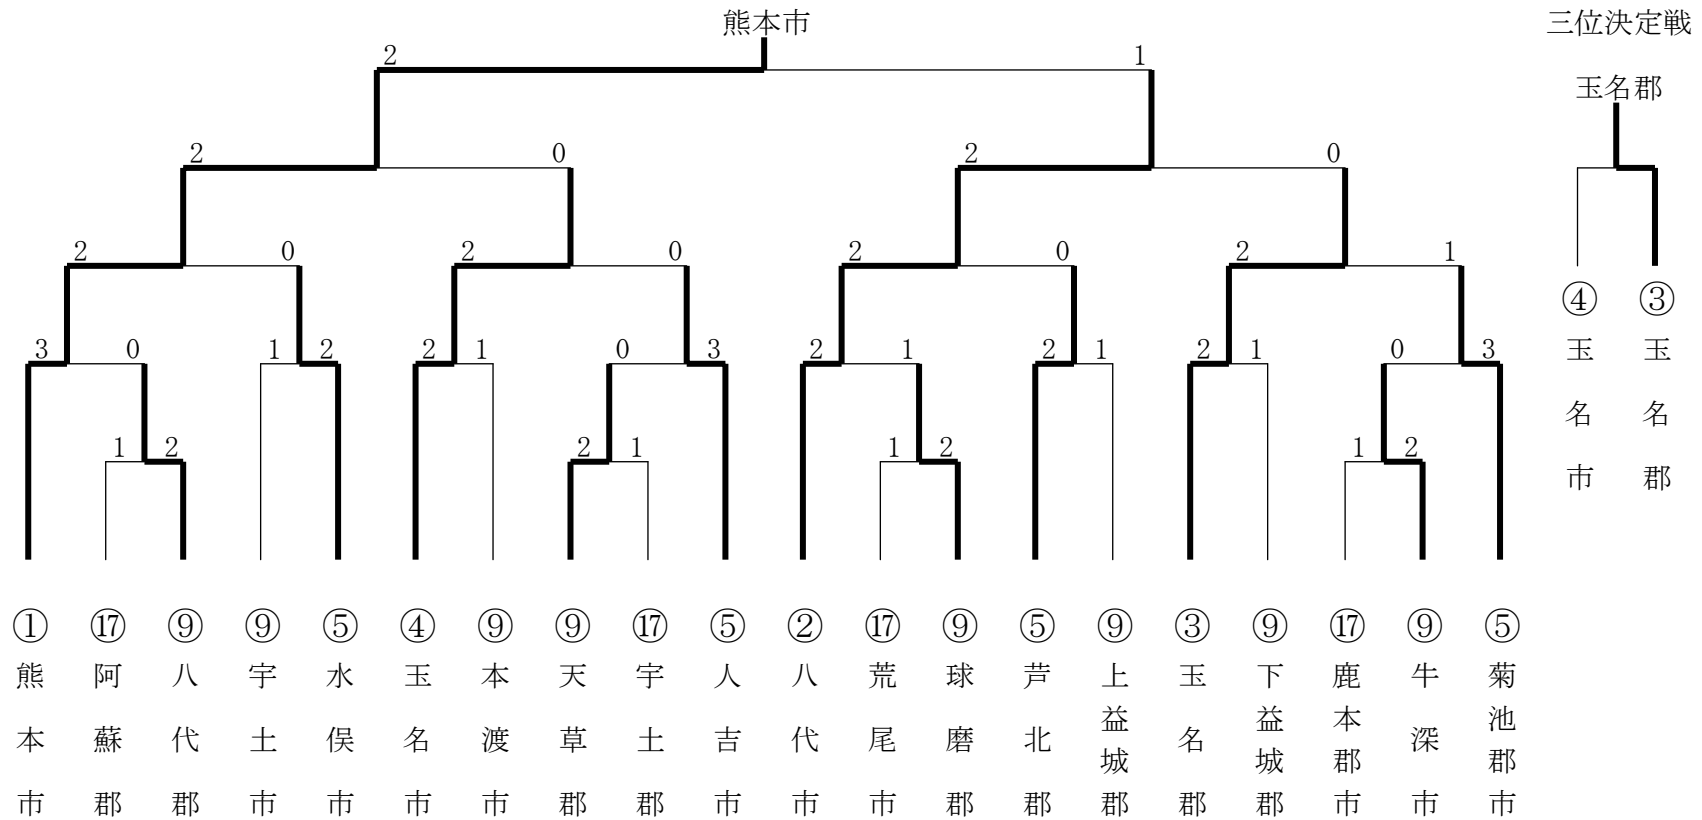 熊本市 三位決定戦
2 1
玉名郡
2 0 2 0
2 0 2 0 2 0 2 1
④ ③
玉名市 玉名郡
3 0 1 2 2 1 0 3 2 1 2 1 2 1 0 3
1 2 2 1 1 2 1 2
① ⑰ ⑨ ⑨ ⑤ ④ ⑨ ⑨ ⑰ ⑤ ② ⑰ ⑨ ⑤ ⑨ ③ ⑨ ⑰ ⑨ ⑤
熊本市 阿蘇郡 八代郡 宇土市 水俣市 玉名市 本渡市 天草郡 宇土郡 人吉市 八代市 荒尾市 球磨郡 芦北郡 上益城郡 玉名郡 下益城郡 鹿本郡市 牛深市 菊池郡市